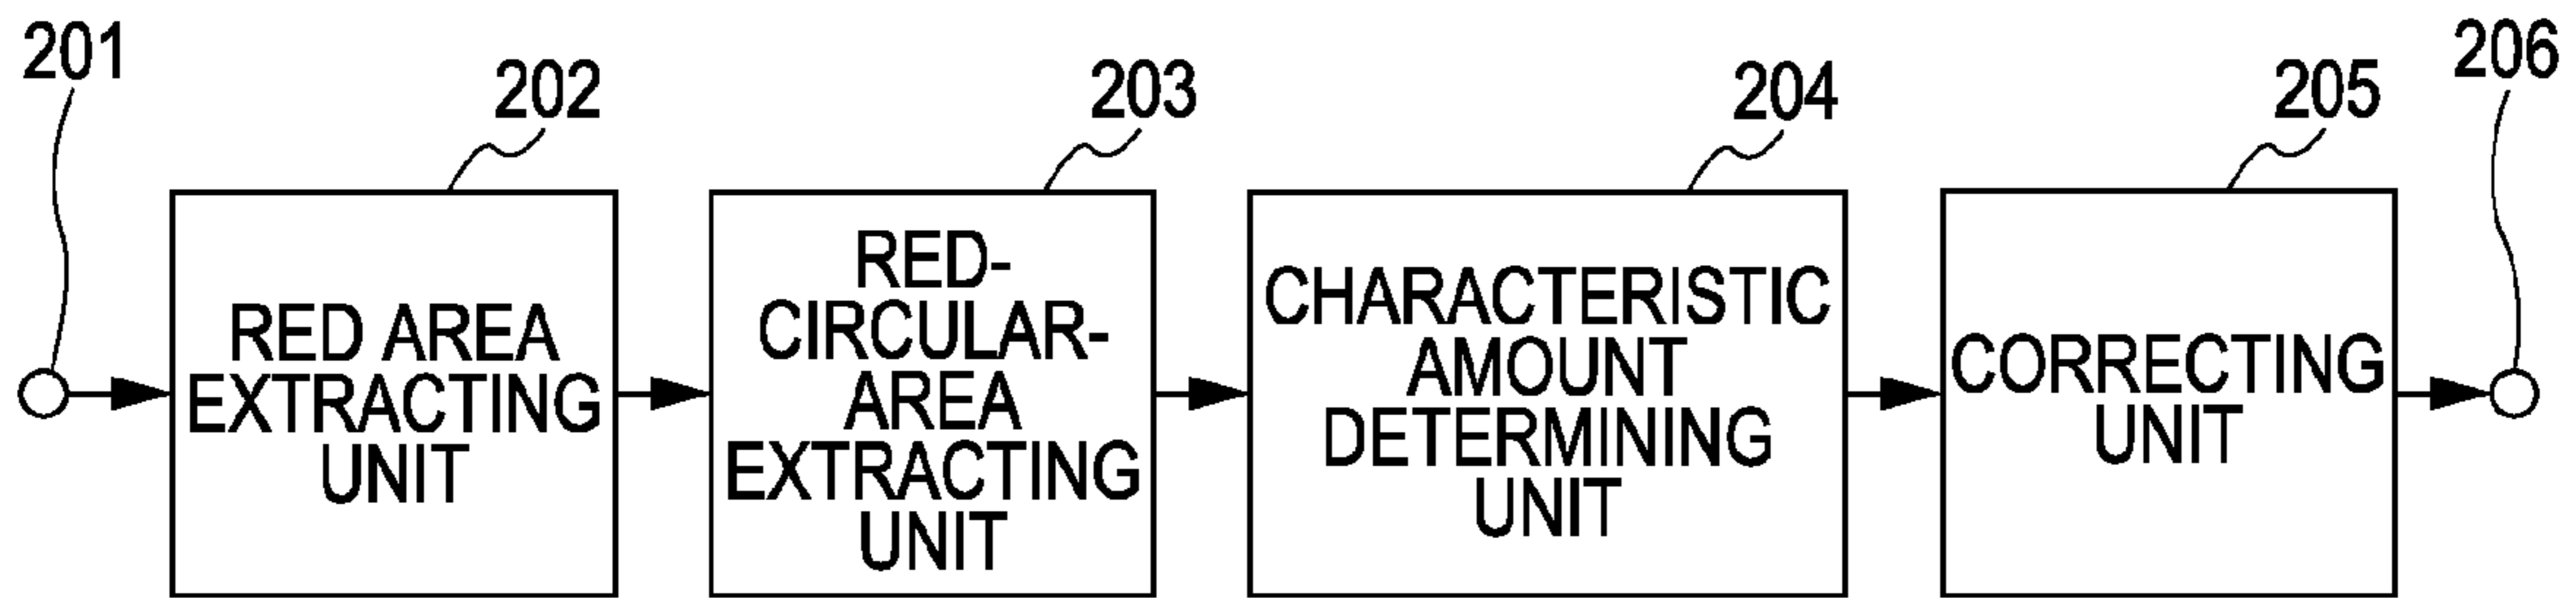 201
202
203
204
205
206
RED AREA
EXTRACTING
UNIT
RED-
CIRCULAR-
AREA
EXTRACTING
UNIT
CHARACTERISTIC
AMOUNT
DETERMINING
UNIT
CORRECTING
UNIT